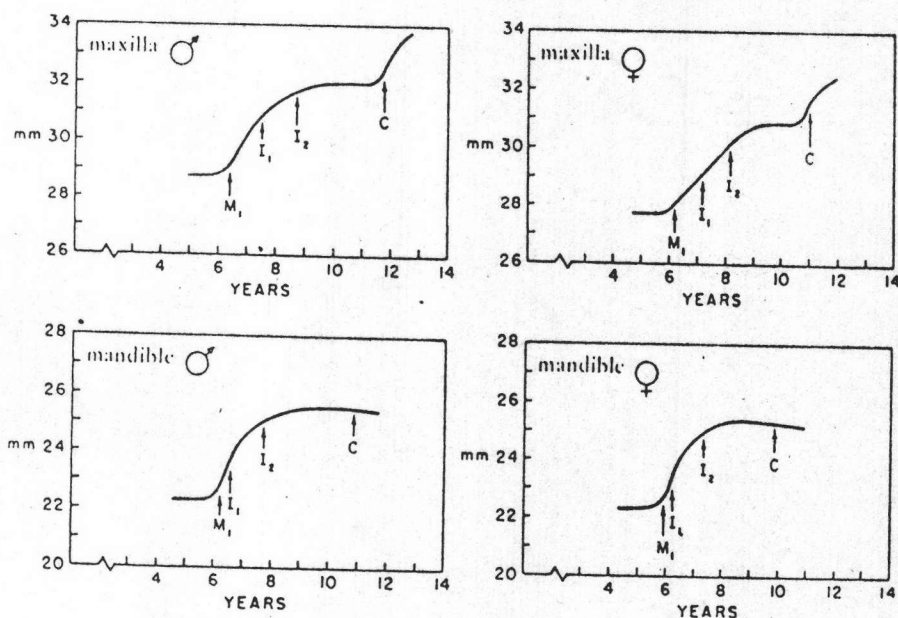 34
maxilla ♂
32
mm
30
28
26
M₁
I₁
I₂
C
4 6 8 10 12 14
YEARS
34
maxilla ♀
32
mm
30
28
26
M₁
I₁
I₂
C
4 6 8 10 12 14
YEARS
28
mandible ♂
26
mm
24
22
20
M₁
I₁
I₂
C
4 6 8 10 12 14
YEARS
28
mandible ♀
26
mm
24
22
20
M₁
I₁
I₂
C
4 6 8 10 12 14
YEARS